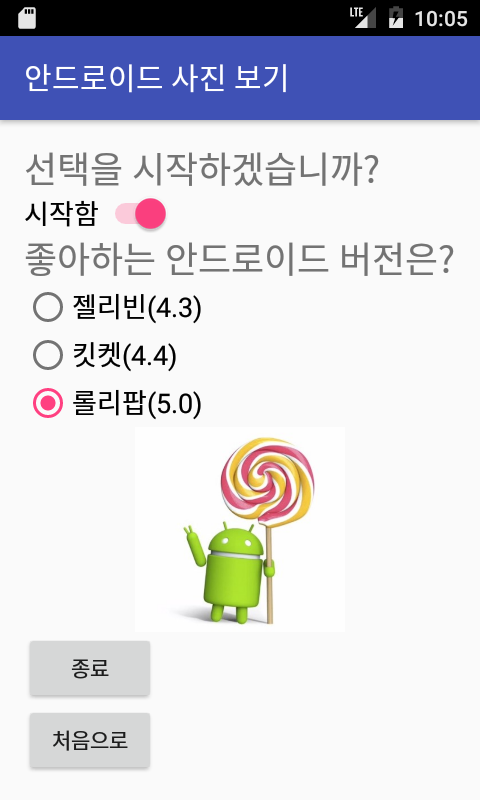 LTE 10:05
안드로이드 사진 보기
선택을 시작하겠습니까?
시작함
좋아하는 안드로이드 버전은?
젤리빈(4.3)
킷켓(4.4)
롤리팝(5.0)
종료
처음으로